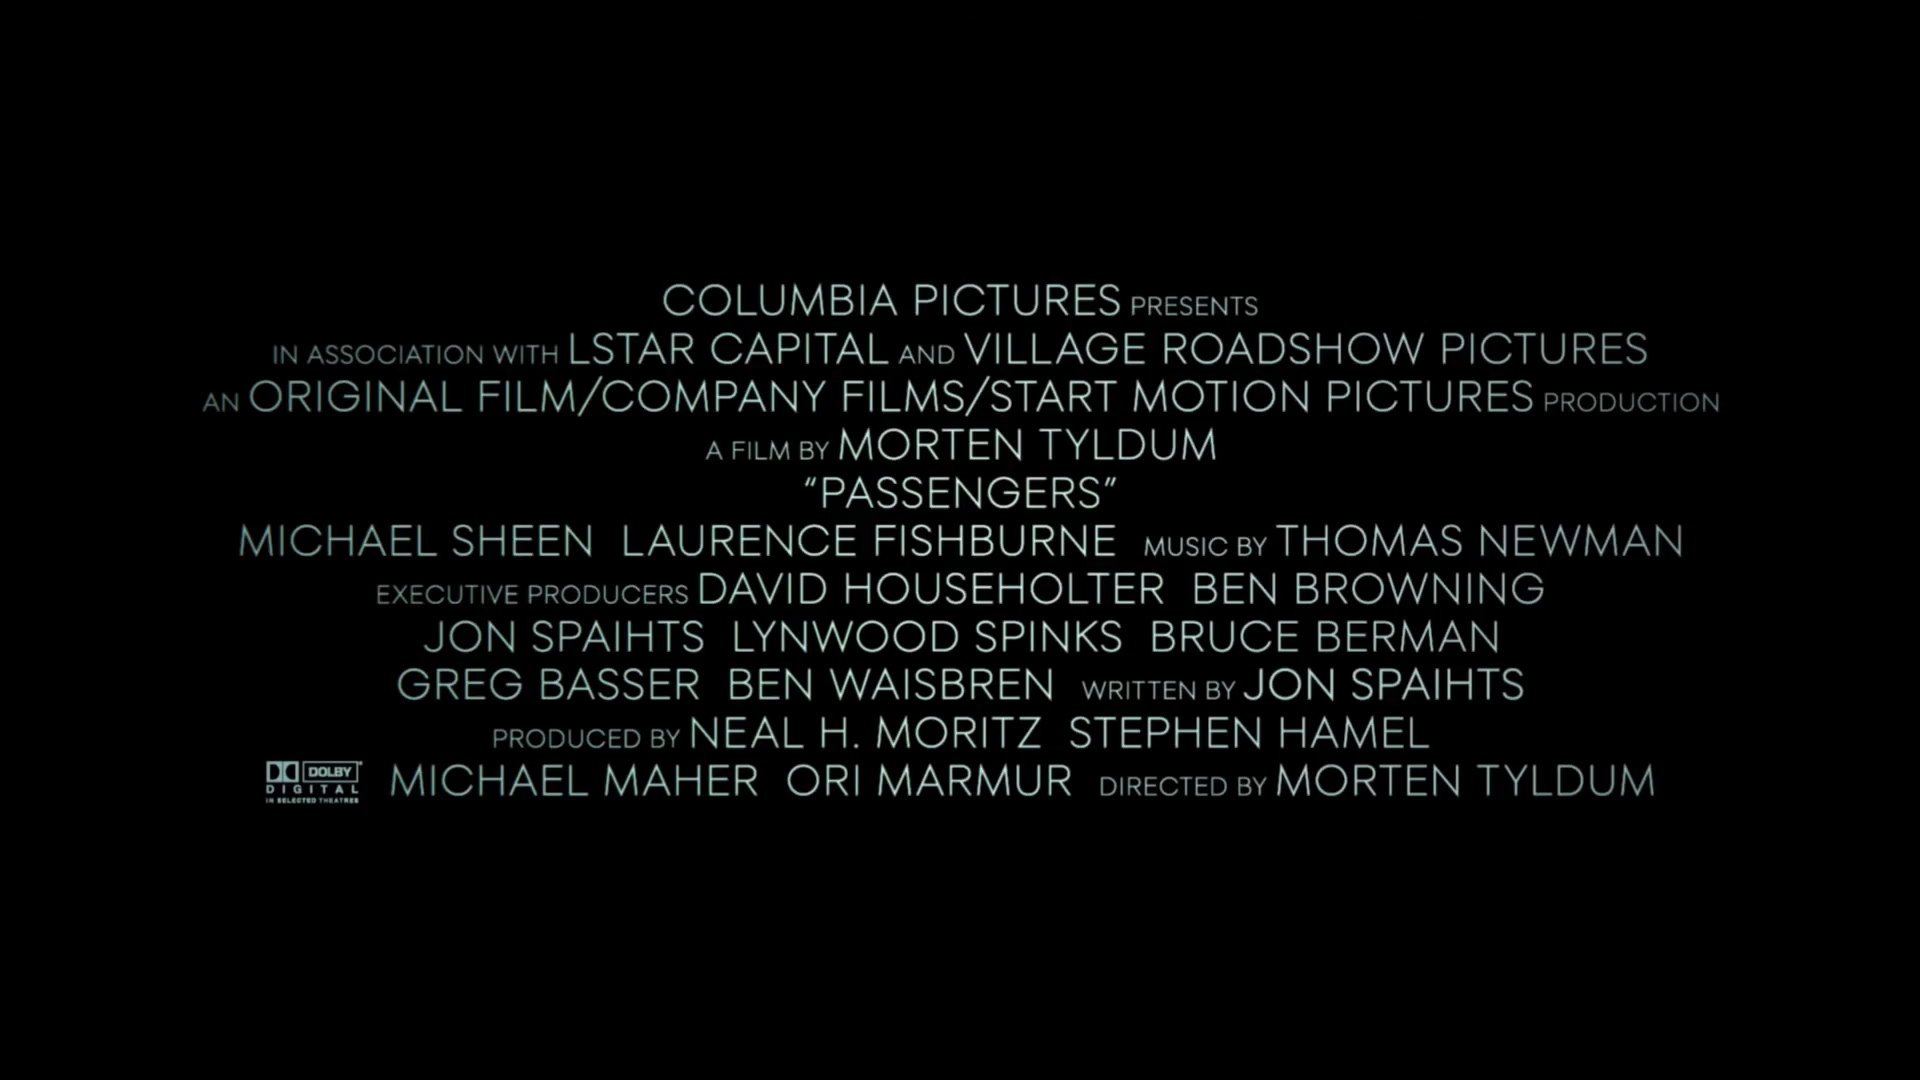 COLUMBIA PICTURES PRESENTS
IN ASSOCIATION WITH LSTAR CAPITAL AND VILLAGE ROADSHOW PICTURES
AN ORIGINAL FILM/COMPANY FILMS/START MOTION PICTURES PRODUCTION
A FILM BY MORTEN TYLDUM
“PASSENGERS”
MICHAEL SHEEN LAURENCE FISHBURNE MUSIC BY THOMAS NEWMAN
EXECUTIVE PRODUCERS DAVID HOUSEHOLTER BEN BROWNING
JON SPAIHTS LYNWOOD SPINKS BRUCE BERMAN
GREG BASSER BEN WAISBREN WRITTEN BY JON SPAIHTS
PRODUCED BY NEAL H. MORITZ STEPHEN HAMEL
DOLBY
DIGITAL
IN SELECTED THEATRES
MICHAEL MAHER ORI MARMUR DIRECTED BY MORTEN TYLDUM